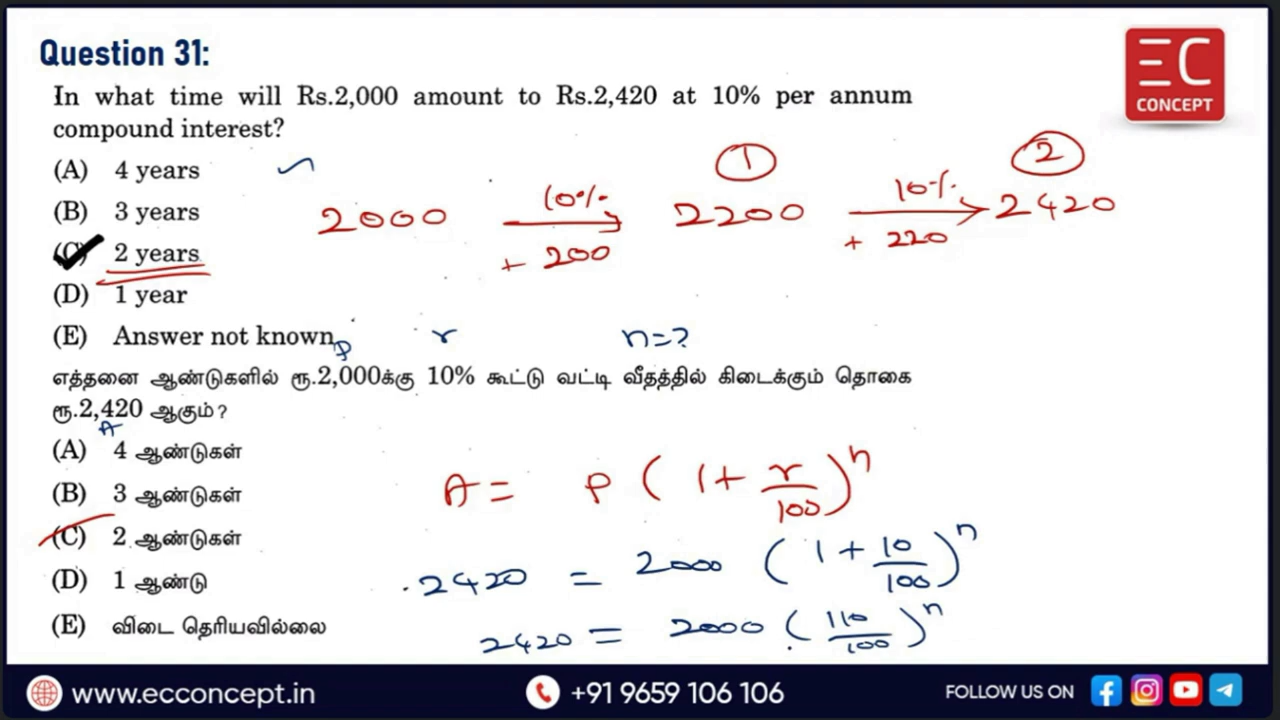 Question 31:
EC
CONCEPT
In what time will Rs.2,000 amount to Rs.2,420 at 10% per annum
compound interest?
(A) 4 years
(B) 3 years
(C) 2 years
(D) 1 year
(E) Answer not known
1
2
2000 10% + 200 2200 10% + 220 2420
P r n=?
எத்தனை ஆண்டுகளில் ரூ.2,000க்கு 10% கூட்டு வட்டி வீதத்தில் கிடைக்கும் தொகை
ரூ.2,420 ஆகும்?
A
(A) 4 ஆண்டுகள்
(B) 3 ஆண்டுகள்
(C) 2 ஆண்டுகள்
(D) 1 ஆண்டு
(E) விடை தெரியவில்லை
A = P (1 + r/100)^n
2420 = 2000 (1 + 10/100)^n
2420 = 2000 (110/100)^n
www.ecconcept.in +91 9659 106 106 FOLLOW US ON